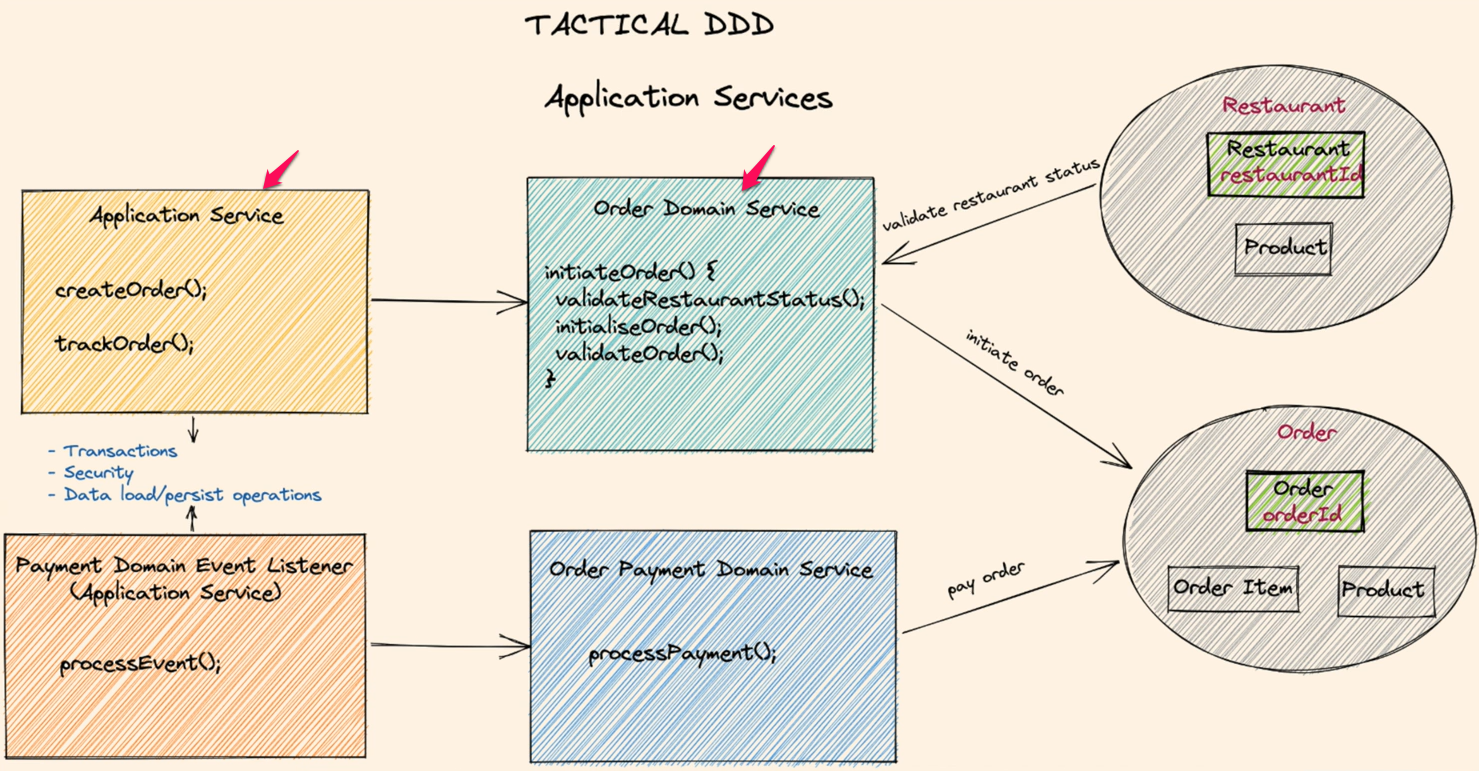 TACTICAL DDD
Application Services
Application Service
createOrder();
trackOrder();
- Transactions
- Security
- Data load/persist operations
Payment Domain Event Listener
(Application Service)
processEvent();
Order Domain Service
initiateOrder() {
validateRestaurantStatus();
initialiseOrder();
validateOrder();
}
Order Payment Domain Service
processPayment();
validate restaurant status
initiate order
pay order
Restaurant
Restaurant
restaurantId
Product
Order
Order
orderId
Order Item
Product